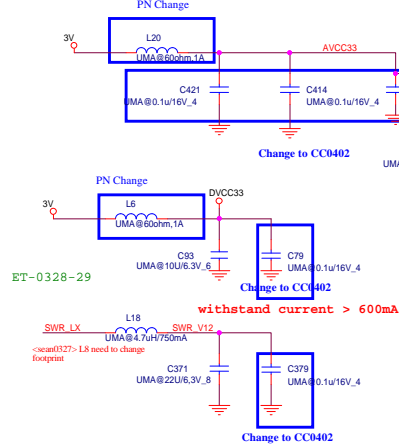 PN Change
3V
L20
AVCC33
UMA@60ohm,1A
C421
UMA@0.1u/16V_4
C414
UMA@0.1u/16V_4
Change to CC0402
UMA
PN Change
3V
L6
DVCC33
UMA@60ohm,1A
C93
UMA@10U/6.3V_6
C79
UMA@0.1u/16V_4
ET-0328-29
Change to CC0402
withstand current > 600mA
L18
SWR_LX
SWR_V12
UMA@4.7uH/750mA
<sean0327> L8 need to change
footprint
C371
UMA@22U/6,3V_8
C379
UMA@0.1u/16V_4
Change to CC0402